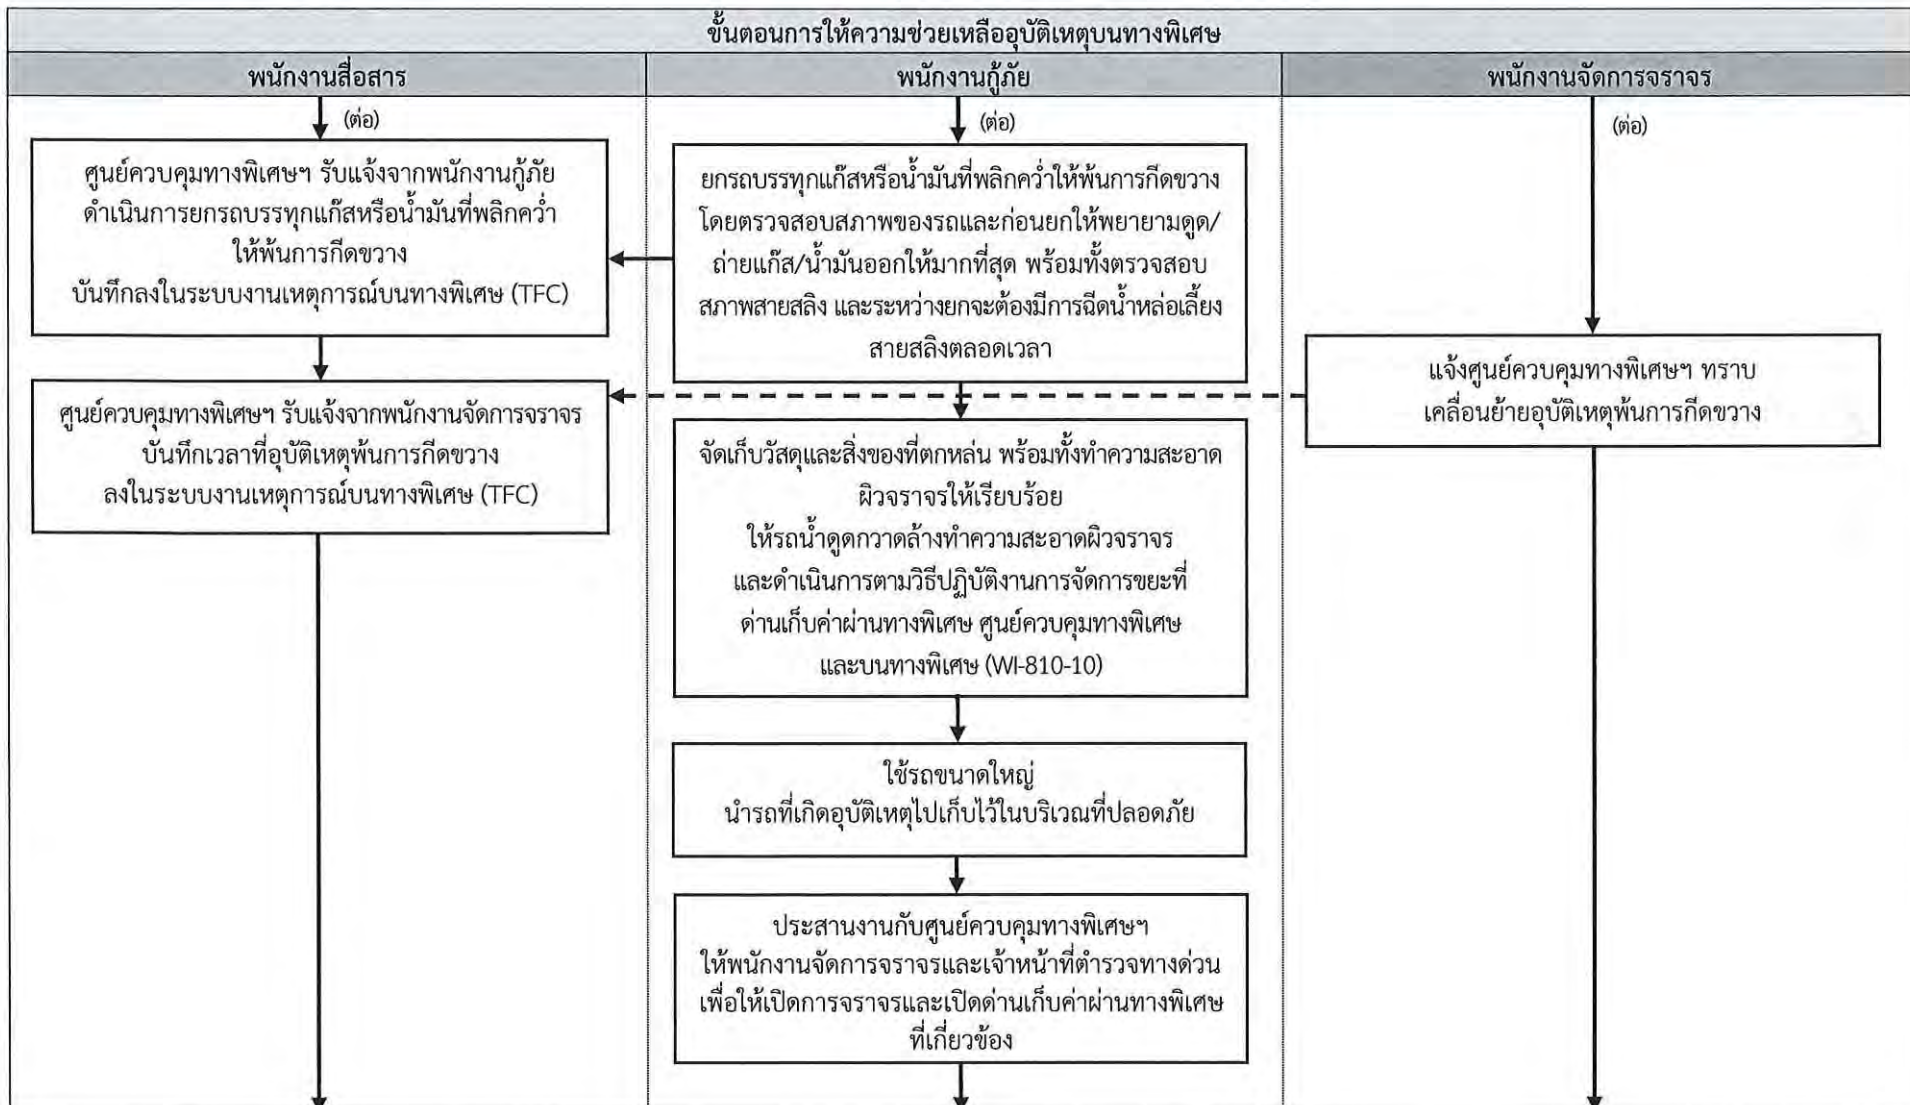 ขั้นตอนการให้ความช่วยเหลืออุบัติเหตุบนทางพิเศษ
พนักงานสื่อสาร
พนักงานกู้ภัย
พนักงานจัดการจราจร
(ต่อ)
(ต่อ)
(ต่อ)
ศูนย์ควบคุมทางพิเศษฯ รับแจ้งจากพนักงานกู้ภัย
ดำเนินการยกรถบรรทุกแก๊สหรือน้ำมันที่พลิกคว่ำ
ให้พ้นการกีดขวาง
บันทึกลงในระบบงานเหตุการณ์บนทางพิเศษ (TFC)
ศูนย์ควบคุมทางพิเศษฯ รับแจ้งจากพนักงานจัดการจราจร
บันทึกเวลาที่อุบัติเหตุพ้นการกีดขวาง
ลงในระบบงานเหตุการณ์บนทางพิเศษ (TFC)
ยกรถบรรทุกแก๊สหรือน้ำมันที่พลิกคว่ำให้พ้นการกีดขวาง
โดยตรวจสอบสภาพของรถและก่อนยกให้พยายามดูด/
ถ่ายแก๊ส/น้ำมันออกให้มากที่สุด พร้อมทั้งตรวจสอบ
สภาพสายสลิง และระหว่างยกจะต้องมีการฉีดน้ำหล่อเลี้ยง
สายสลิงตลอดเวลา
จัดเก็บวัสดุและสิ่งของที่ตกหล่น พร้อมทั้งทำความสะอาด
ผิวจราจรให้เรียบร้อย
ให้รถน้ำดูดกวาดล้างทำความสะอาดผิวจราจร
และดำเนินการตามวิธีปฏิบัติงานการจัดการขยะที่
ด่านเก็บค่าผ่านทางพิเศษ ศูนย์ควบคุมทางพิเศษ
และบนทางพิเศษ (WI-810-10)
ใช้รถขนาดใหญ่
นำรถที่เกิดอุบัติเหตุไปเก็บไว้ในบริเวณที่ปลอดภัย
ประสานงานกับศูนย์ควบคุมทางพิเศษฯ
ให้พนักงานจัดการจราจรและเจ้าหน้าที่ตำรวจทางด่วน
เพื่อให้เปิดการจราจรและเปิดด่านเก็บค่าผ่านทางพิเศษ
ที่เกี่ยวข้อง
แจ้งศูนย์ควบคุมทางพิเศษฯ ทราบ
เคลื่อนย้ายอุบัติเหตุพ้นการกีดขวาง